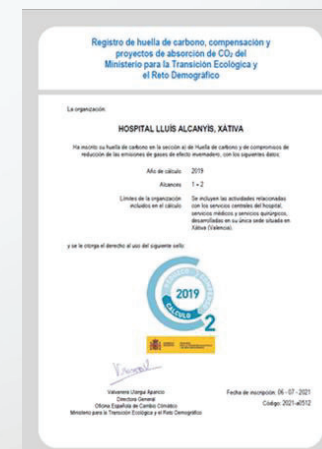 Registro de huella de carbono, compensación y
proyectos de absorción de CO₂ del
Ministerio para la Transición Ecológica y
el Reto Demográfico
La organización:
HOSPITAL LLUÍS ALCANYÍS, XÀTIVA
Ha inscrito su huella de carbono en la sección a) de Huella de carbono y de compromisos de
reducción de las emisiones de gases de efecto invernadero, con los siguientes datos:
Año de cálculo 2019
Alcances 1 + 2
Límites de la organización Se incluyen las actividades relacionadas
incluidos en el cálculo con los servicios centrales del hospital,
servicios médicos y servicios quirúrgicos,
desarrolladas en su única sede situada en
Xàtiva (Valencia).
y se le otorga el derecho al uso del siguiente sello:
2019
CALCULO
2
Valvanera Ulargui Aparicio
Directora General
Oficina Española de Cambio Climático
Ministerio para la Transición Ecológica y el Reto Demográfico
Fecha de inscripción: 06 - 07 - 2021
Código: 2021-a0512